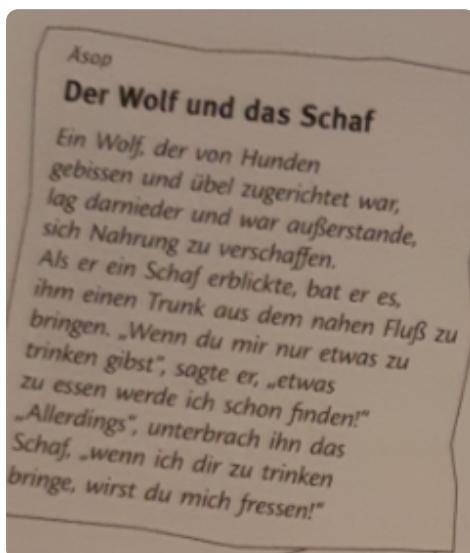 Äsop
Der Wolf und das Schaf
Ein Wolf, der von Hunden
gebissen und übel zugerichtet war,
lag darnieder und war außerstande,
sich Nahrung zu verschaffen.
Als er ein Schaf erblickte, bat er es,
ihm einen Trunk aus dem nahen Fluß zu
bringen. „Wenn du mir nur etwas zu
trinken gibst“, sagte er, „etwas
zu essen werde ich schon finden!“
„Allerdings“, unterbrach ihn das
Schaf, „wenn ich dir zu trinken
bringe, wirst du mich fressen!“